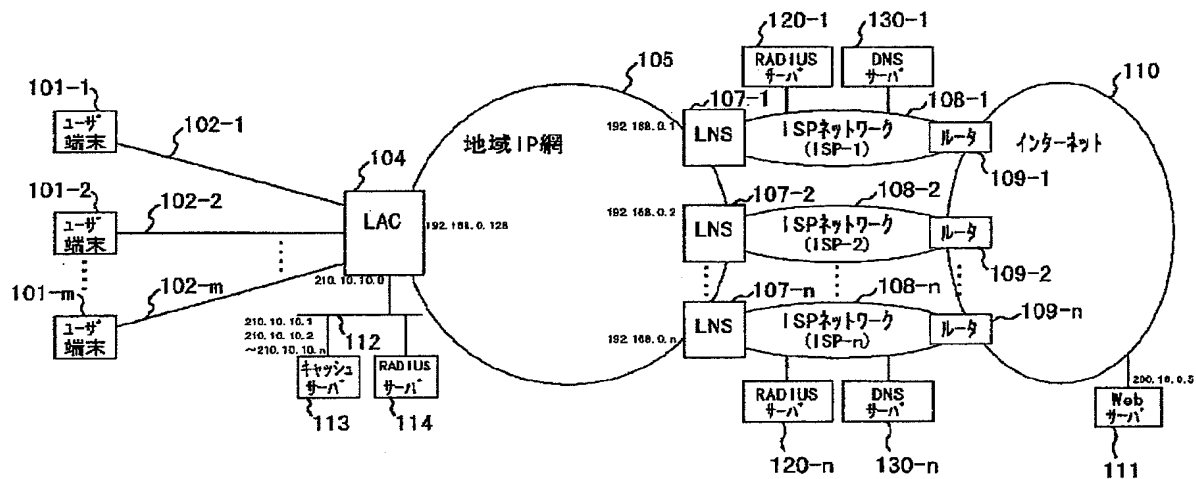 101-1
ユーザ
端末
102-1
101-2
ユーザ
端末
102-2
101-m
ユーザ
端末
102-m
104
LAC
192.168.0.128
210.10.10.0
210.10.10.1
210.10.10.2
~210.10.10.n
112
キャッシュ
サーバ
113
RADIUS
サーバ
114
105
地域IP網
120-1
RADIUS
サーバ
130-1
DNS
サーバ
107-1
192.168.0.1
LNS
108-1
ISPネットワーク
(ISP-1)
ルータ
109-1
107-2
192.168.0.2
LNS
108-2
ISPネットワーク
(ISP-2)
ルータ
109-2
107-n
192.168.0.n
LNS
108-n
ISPネットワーク
(ISP-n)
ルータ
109-n
RADIUS
サーバ
120-n
DNS
サーバ
130-n
110
インターネット
200.10.0.5
Web
サーバ
111